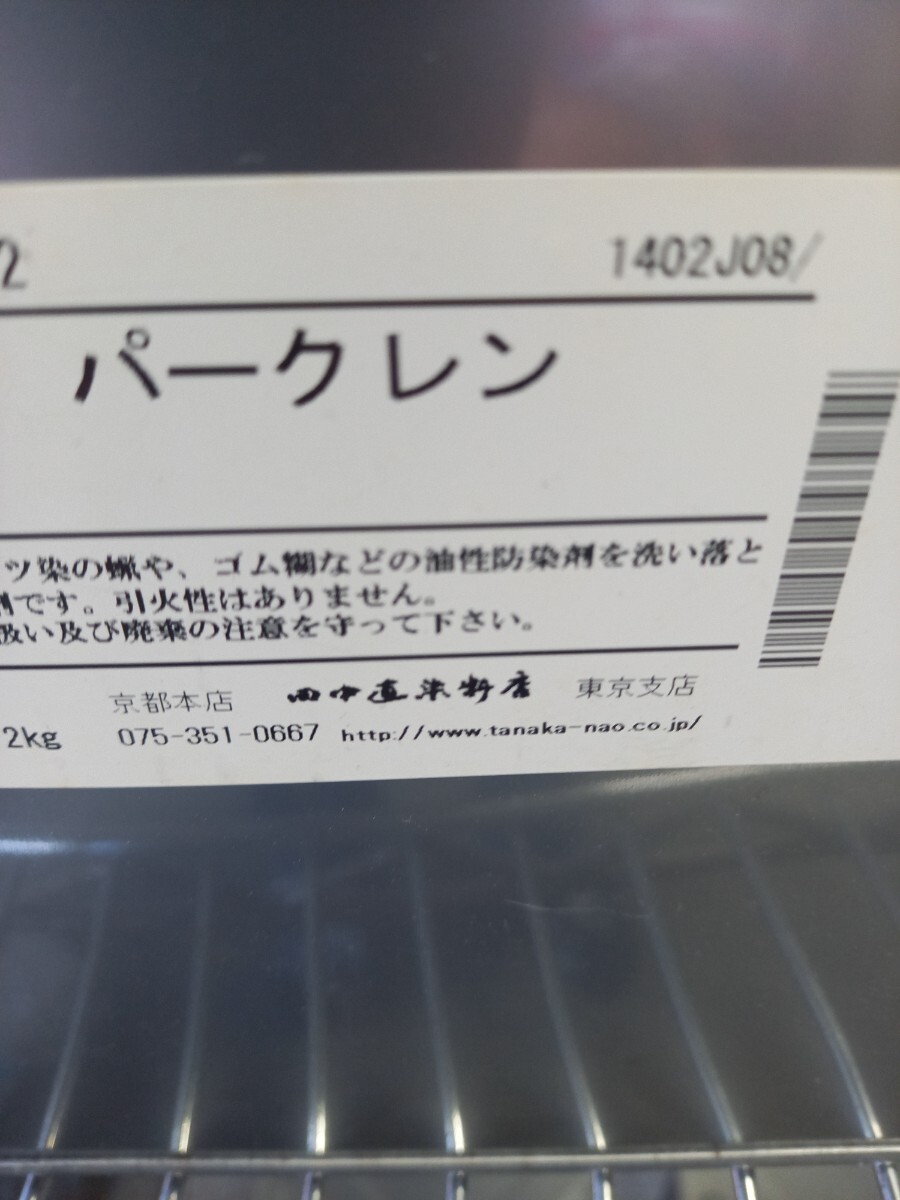 2 1402J08/
パークレン
ツ染の蝋や、ゴム糊などの油性防染剤を洗い落と
剤です。引火性はありません。
扱い及び廃棄の注意を守って下さい。
京都本店 田中直染料店 東京支店
2kg 075-351-0667 http://www.tanaka-nao.co.jp/